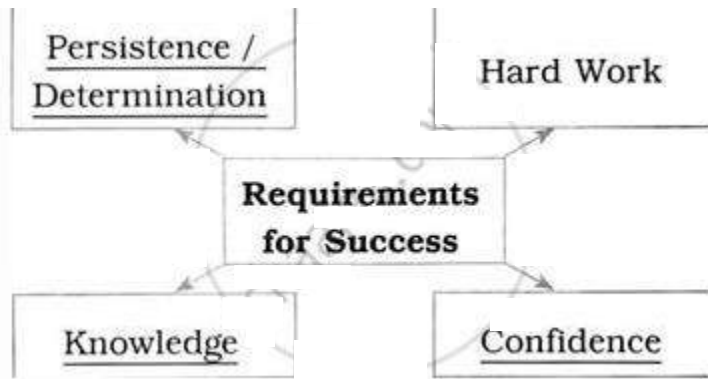 Persistence /
Determination
Hard Work
Requirements
for Success
Knowledge
Confidence